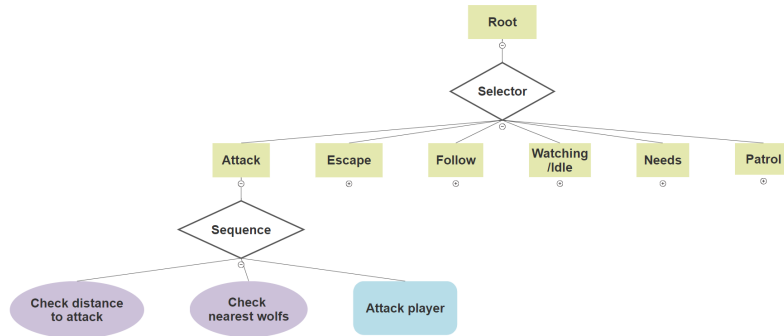 Root
Selector
Attack
Escape
Follow
Watching
/Idle
Needs
Patrol
Sequence
Check distance
to attack
Check
nearest wolfs
Attack player